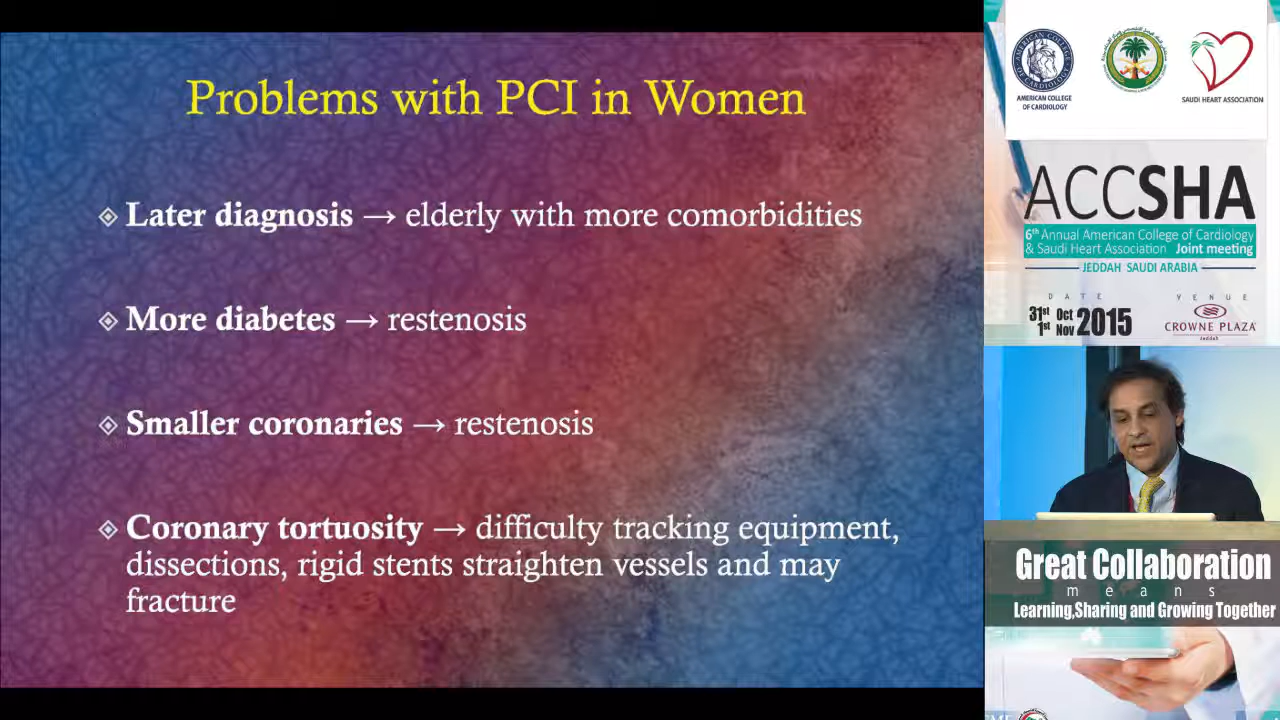 Problems with PCI in Women
Later diagnosis → elderly with more comorbidities
More diabetes → restenosis
Smaller coronaries → restenosis
Coronary tortuosity → difficulty tracking equipment,
dissections, rigid stents straighten vessels and may
fracture
AMERICAN COLLEGE
OF CARDIOLOGY
SAUDI HEART ASSOCIATION
ACCSHA
6th Annual American College of Cardiology
& Saudi Heart Association Joint meeting
JEDDAH SAUDI ARABIA
DATE
31st Oct
1st Nov 2015
VENUE
CROWNE PLAZA
Jeddah
Great Collaboration
means
Learning,Sharing and Growing Together